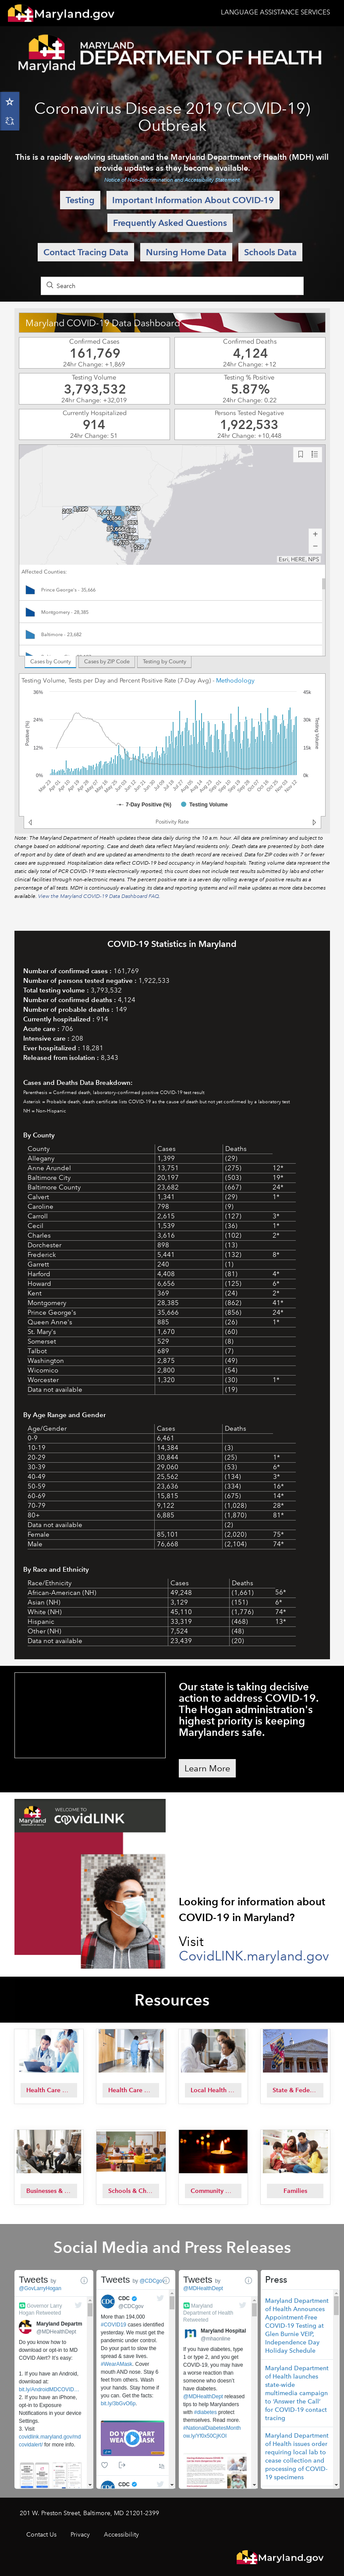 Maryland.gov
LANGUAGE ASSISTANCE SERVICES
Maryland
MARYLAND
DEPARTMENT OF HEALTH
Coronavirus Disease 2019 (COVID-19)
Outbreak
This is a rapidly evolving situation and the Maryland Department of Health (MDH) will
provide updates as they become available.
Notice of Non-Discrimination and Accessibility Statement
Testing
Important Information About COVID-19
Frequently Asked Questions
Contact Tracing Data
Nursing Home Data
Schools Data
Search
Maryland COVID-19 Data Dashboard
Confirmed Cases
161,769
24hr Change: +1,869
Confirmed Deaths
4,124
24hr Change: +12
Testing Volume
3,793,532
24hr Change: +32,019
Testing % Positive
5.87%
24hr Change: 0.22
Currently Hospitalized
914
24hr Change: 51
Persons Tested Negative
1,922,533
24hr Change: +10,448
Esri, HERE, NPS
Affected Counties:
Prince George's - 35,666
Montgomery - 28,385
Baltimore - 23,682
Cases by County
Cases by ZIP Code
Testing by County
Testing Volume, Tests per Day and Percent Positive Rate (7-Day Avg) - Methodology
36%
24%
12%
0%
Positive (%)
45k
30k
15k
0k
Testing Volume
7-Day Positive (%)
Testing Volume
Positivity Rate
Note: The Maryland Department of Health updates these data daily during the 10 a.m. hour. All data are preliminary and subject to
change based on additional reporting. Case and death data reflect Maryland residents only. Death data are presented by both date
of report and by date of death and are updated as amendments to the death record are received. Data for ZIP codes with 7 or fewer
cases are suppressed. Hospitalization data reflect COVID-19 bed occupancy in Maryland hospitals. Testing volume represent the
static daily total of PCR COVID-19 tests electronically reported, this count does not include test results submitted by labs and other
clinical facilities through non-electronic means. The percent positive rate is a seven day rolling average of positive results as a
percentage of all tests. MDH is continuously evaluating its data and reporting systems and will make updates as more data becomes
available. View the Maryland COVID-19 Data Dashboard FAQ.
COVID-19 Statistics in Maryland
Number of confirmed cases : 161,769
Number of persons tested negative : 1,922,533
Total testing volume : 3,793,532
Number of confirmed deaths : 4,124
Number of probable deaths : 149
Currently hospitalized : 914
Acute care : 706
Intensive care : 208
Ever hospitalized : 18,281
Released from isolation : 8,343
Cases and Deaths Data Breakdown:
Parenthesis = Confirmed death, laboratory-confirmed positive COVID-19 test result
Asterisk = Probable death, death certificate lists COVID-19 as the cause of death but not yet confirmed by a laboratory test
NH = Non-Hispanic
By County
County Cases Deaths
Allegany 1,399 (29)
Anne Arundel 13,751 (275) 12*
Baltimore City 20,197 (503) 19*
Baltimore County 23,682 (667) 24*
Calvert 1,341 (29) 1*
Caroline 798 (9)
Carroll 2,615 (127) 3*
Cecil 1,539 (36) 1*
Charles 3,616 (102) 2*
Dorchester 898 (13)
Frederick 5,441 (132) 8*
Garrett 240 (1)
Harford 4,408 (81) 4*
Howard 6,656 (125) 6*
Kent 369 (24) 2*
Montgomery 28,385 (862) 41*
Prince George's 35,666 (856) 24*
Queen Anne's 885 (26) 1*
St. Mary's 1,670 (60)
Somerset 529 (8)
Talbot 689 (7)
Washington 2,875 (49)
Wicomico 2,800 (54)
Worcester 1,320 (30) 1*
Data not available (19)
By Age Range and Gender
Age/Gender Cases Deaths
0-9 6,461
10-19 14,384 (3)
20-29 30,844 (25) 1*
30-39 29,060 (53) 6*
40-49 25,562 (134) 3*
50-59 23,636 (334) 16*
60-69 15,815 (675) 14*
70-79 9,122 (1,028) 28*
80+ 6,885 (1,870) 81*
Data not available (2)
Female 85,101 (2,020) 75*
Male 76,668 (2,104) 74*
By Race and Ethnicity
Race/Ethnicity Cases Deaths
African-American (NH) 49,248 (1,661) 56*
Asian (NH) 3,129 (151) 6*
White (NH) 45,110 (1,776) 74*
Hispanic 33,319 (468) 13*
Other (NH) 7,524 (48)
Data not available 23,439 (20)
Our state is taking decisive
action to address COVID-19.
The Hogan administration's
highest priority is keeping
Marylanders safe.
Learn More
Maryland
WELCOME TO
covidLINK
Looking for information about
COVID-19 in Maryland?
Visit
CovidLINK.maryland.gov
Resources
Health Care ...
Health Care ...
Local Health ...
State & Fede...
Businesses & ...
Schools & Ch...
Community ...
Families
Social Media and Press Releases
Tweets by
@GovLarryHogan
Governor Larry
Hogan Retweeted
Maryland Departm
@MDHealthDept
Do you know how to
download or opt-in to MD
COVID Alert? It's easy:
1. If you have an Android,
download at:
bit.ly/AndroidMDCOVID…
2. If you have an iPhone,
opt-in to Exposure
Notifications in your device
Settings.
3. Visit
covidlink.maryland.gov/md
covidalert/ for more info.
Tweets by @CDCgov
CDC
@CDCgov
More than 194,000
#COVID19 cases identified
yesterday. We must get the
pandemic under control.
Do your part to slow the
spread & save lives.
#WearAMask. Cover
mouth AND nose. Stay 6
feet from others. Wash
your hands. Stay home if
you can. Get the facts:
bit.ly/3bGvO6p.
DO YOUR PART
CDC
Tweets by
@MDHealthDept
Maryland
Department of Health
Retweeted
Maryland Hospital
@mhaonline
If you have diabetes, type
1 or type 2, and you get
COVID-19, you may have
a worse reaction than
someone who doesn't
have diabetes.
@MDHealthDept released
tips to help Marylanders
with #diabetes protect
themselves. Read more.
#NationalDiabetesMonth
Press
Maryland Department
of Health Announces
Appointment-Free
COVID-19 Testing at
Glen Burnie VEIP,
Independence Day
Holiday Schedule
Maryland Department
of Health launches
state-wide
multimedia campaign
to 'Answer the Call'
for COVID-19 contact
tracing
Maryland Department
of Health issues order
requiring local lab to
cease collection and
processing of COVID-
19 specimens
201 W. Preston Street, Baltimore, MD 21201-2399
Contact Us
Privacy
Accessibility
Maryland.gov